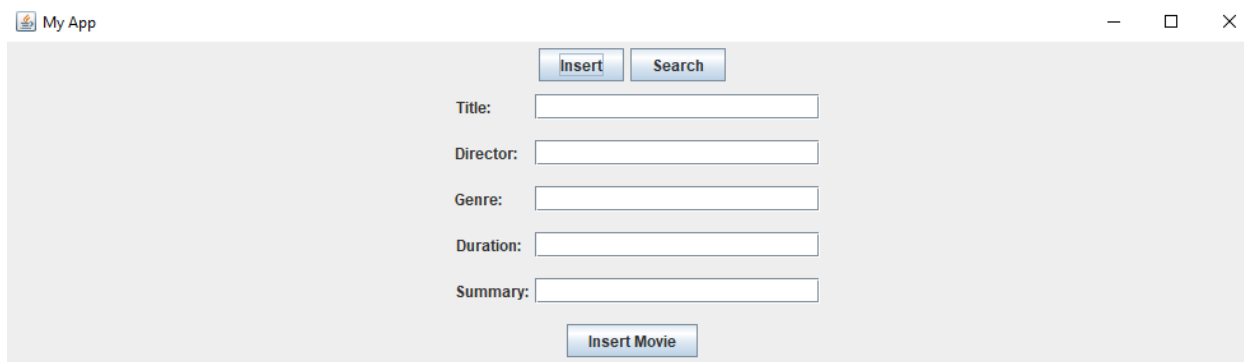 My App
Insert Search
Title:
Director:
Genre:
Duration:
Summary:
Insert Movie